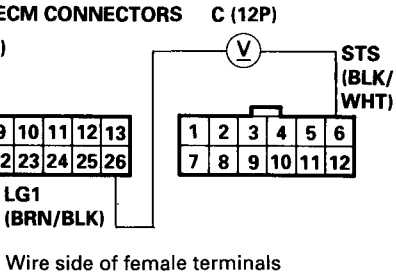 ECM CONNECTORS C (12P)
)
V
STS
(BLK/
WHT)
9 10 11 12 13
1 2 3 4 5 6
2 23 24 25 26
7 8 9 10 11 12
LG1
(BRN/BLK)
Wire side of female terminals